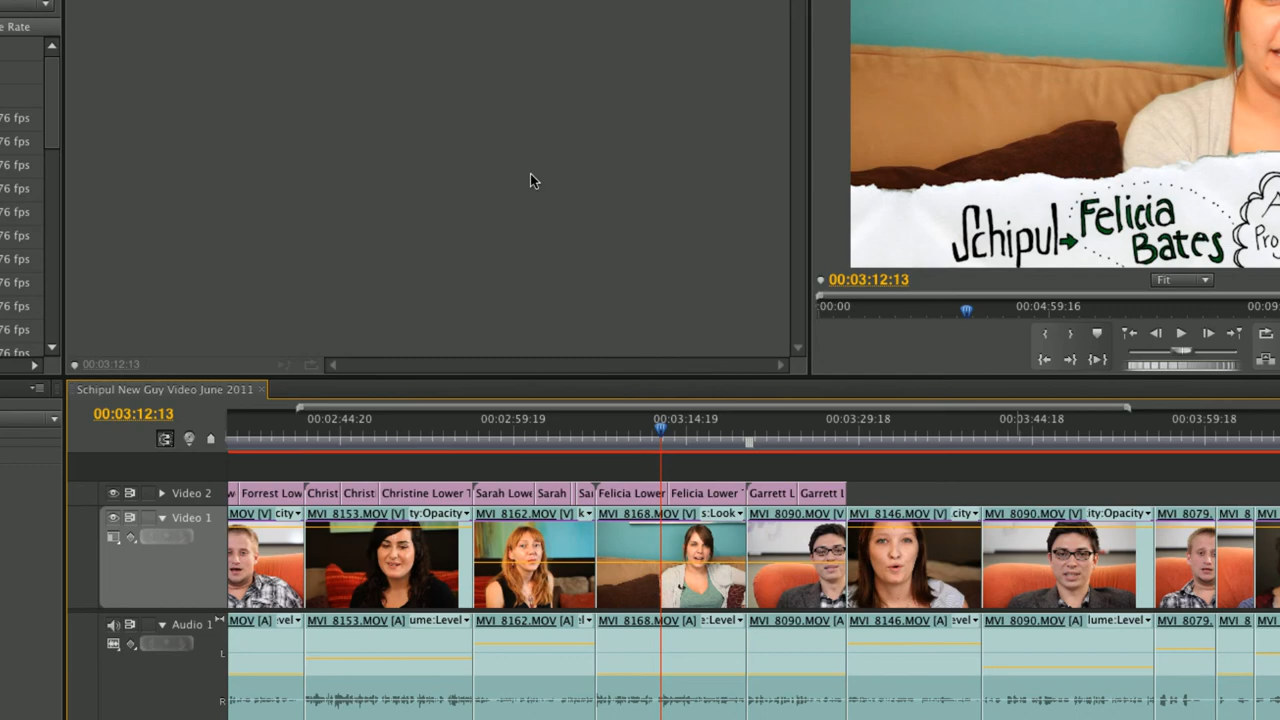 e Rate
76 fps
76 fps
76 fps
76 fps
76 fps
76 fps
76 fps
76 fps
76 fps
76 fps
76 fps
00:03:12:13
Schipul
Felicia
Bates
A
Pro
00:03:12:13
Fit
:00:00
00:04:59:16
00:09:
Schipul New Guy Video June 2011 ×
00:03:12:13
00:02:44:20 00:02:59:19 00:03:14:19 00:03:29:18 00:03:44:18 00:03:59:18
Video 2
w Forrest Low Christ Christ Christine Lower T Sarah Lowe Sarah Sar Felicia Lower Felicia Lower Garrett L Garrett L
Video 1
MOV [V] city MVI_8153.MOV [V] ty:Opacity MVI_8162.MOV [V] k MVI_8168.MOV [V] s:Look MVI_8090.MOV [V] MVI_8146.MOV [V] city MVI_8090.MOV [V] ity:Opacity MVI_8079. MVI_8 MVI
Audio 1
MOV [A] vel MVI_8153.MOV [A] ume:Level MVI_8162.MOV [A] el MVI_8168.MOV [A] e:Level MVI_8090.MOV [A] MVI_8146.MOV [A] evel MVI_8090.MOV [A] lume:Level MVI_8079. MVI_8 MVI
L
R